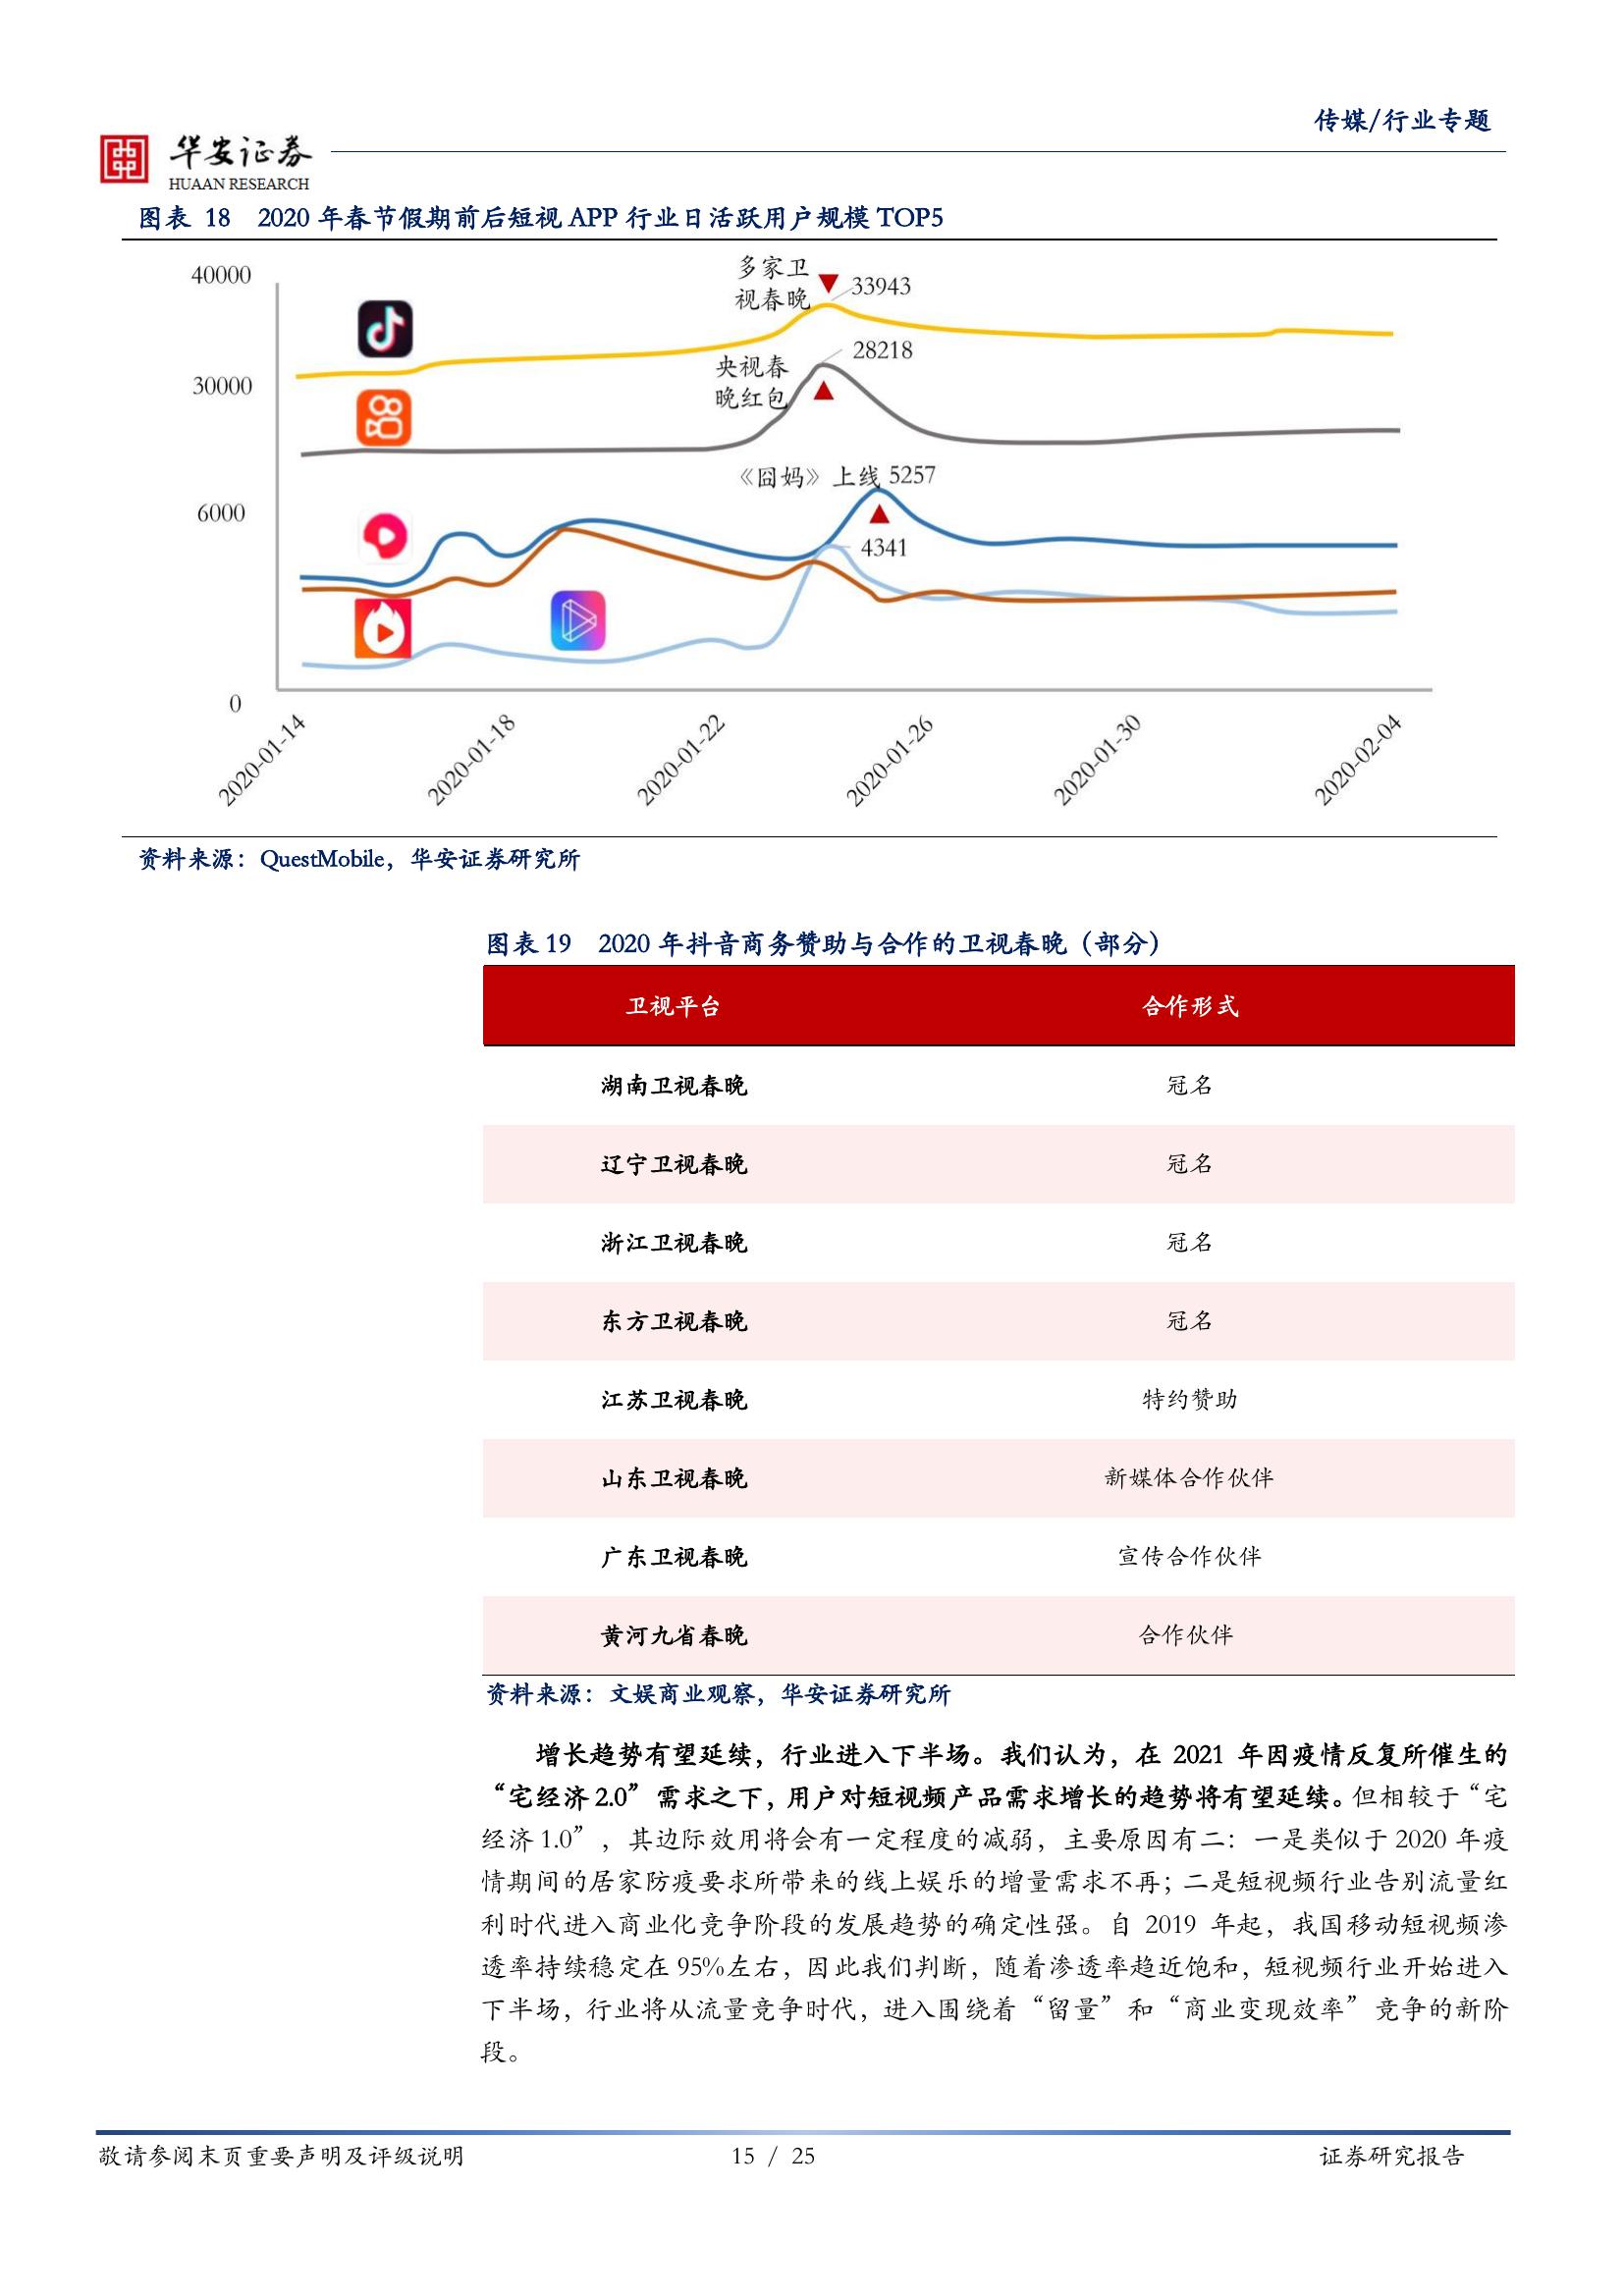 传媒/行业专题
华安证券
HUAAN RESEARCH
图表 18 2020 年春节假期前后短视 APP 行业日活跃用户规模 TOP5
40000
30000
6000
0
多家卫
视春晚
33943
央视春
晚红包
28218
《囧妈》上线 5257
4341
2020-01-14
2020-01-18
2020-01-22
2020-01-26
2020-01-30
2020-02-04
资料来源：QuestMobile，华安证券研究所
图表 19 2020 年抖音商务赞助与合作的卫视春晚（部分）
卫视平台 合作形式
湖南卫视春晚 冠名
辽宁卫视春晚 冠名
浙江卫视春晚 冠名
东方卫视春晚 冠名
江苏卫视春晚 特约赞助
山东卫视春晚 新媒体合作伙伴
广东卫视春晚 宣传合作伙伴
黄河九省春晚 合作伙伴
资料来源：文娱商业观察，华安证券研究所
增长趋势有望延续，行业进入下半场。我们认为，在 2021 年因疫情反复所催生的
“宅经济 2.0” 需求之下，用户对短视频产品需求增长的趋势将有望延续。但相较于“宅
经济 1.0”，其边际效用将会有一定程度的减弱，主要原因有二：一是类似于 2020 年疫
情期间的居家防疫要求所带来的线上娱乐的增量需求不再；二是短视频行业告别流量红
利时代进入商业化竞争阶段的发展趋势的确定性强。自 2019 年起，我国移动短视频渗
透率持续稳定在 95%左右，因此我们判断，随着渗透率趋近饱和，短视频行业开始进入
下半场，行业将从流量竞争时代，进入围绕着“留量”和“商业变现效率”竞争的新阶
段。
敬请参阅末页重要声明及评级说明 15 / 25 证券研究报告